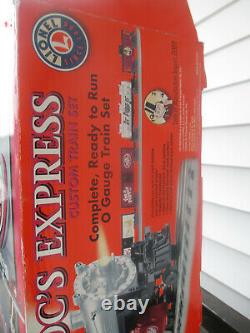 LIONEL
OC'S EXPRESS
CUSTOM TRAIN SET
Complete, Ready to Run
O Gauge Train Set